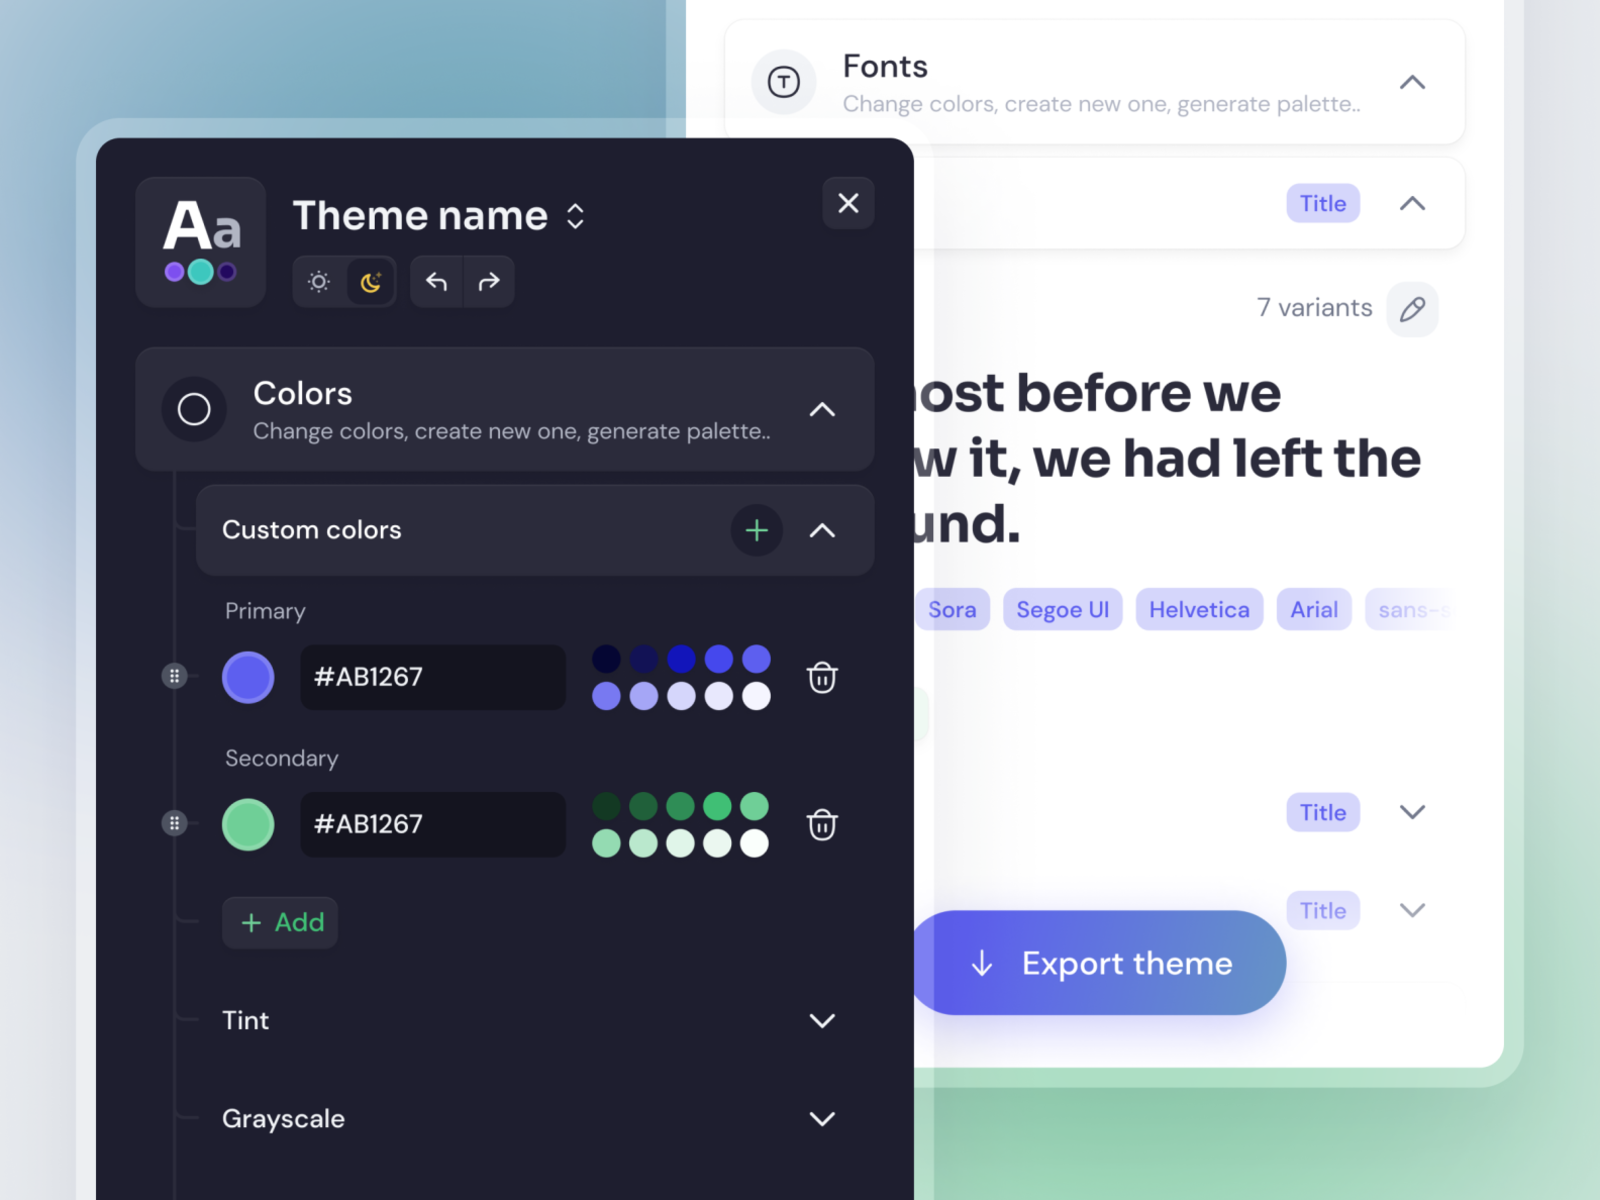 Fonts
Change colors, create new one, generate palette..
Title
7 variants
ost before we
w it, we had left the
und.
Sora Segoe UI Helvetica Arial sans-s
Title
Title
Export theme
Aa
Theme name
Colors
Change colors, create new one, generate palette..
Custom colors
Primary
#AB1267
Secondary
#AB1267
+ Add
Tint
Grayscale